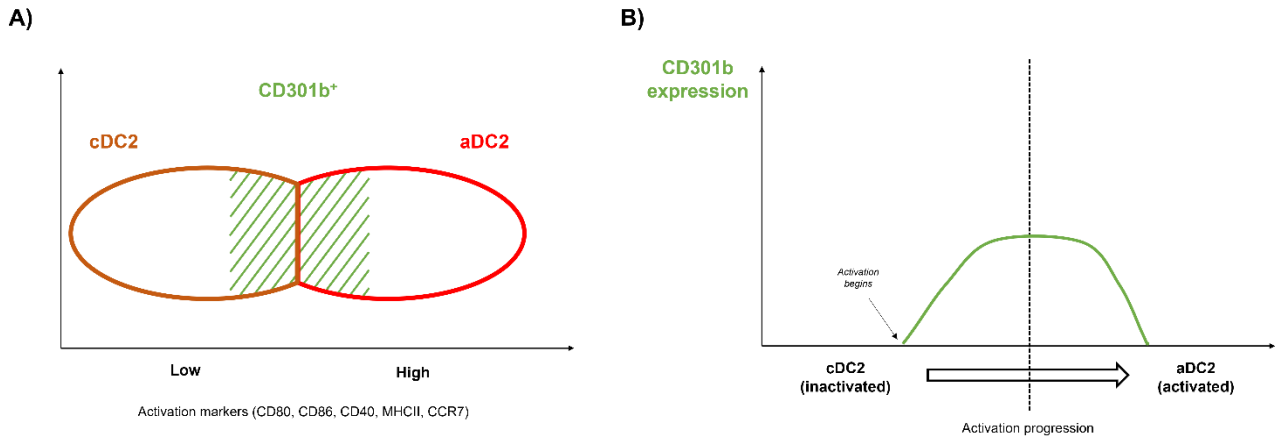 A)
CD301b⁺
cDC2
aDC2
Low
High
Activation markers (CD80, CD86, CD40, MHCII, CCR7)
B)
CD301b
expression
Activation
begins
cDC2
(inactivated)
aDC2
(activated)
Activation progression